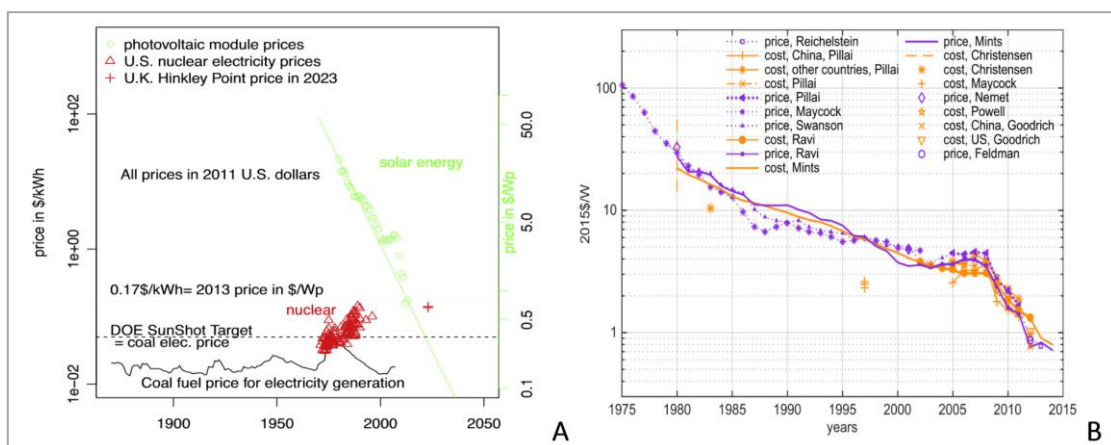 photovoltaic module prices
U.S. nuclear electricity prices
U.K. Hinkley Point price in 2023
1e+02
1e+00
1e-02
price in $/kWh
50.0
5.0
0.5
0.1
price in $/Wp
solar energy
All prices in 2011 U.S. dollars
0.17$/kWh= 2013 price in $/Wp
nuclear
DOE SunShot Target
= coal elec. price
Coal fuel price for electricity generation
1900
1950
2000
2050
A
price, Reichelstein
cost, China, Pillai
cost, other countries, Pillai
cost, Pillai
price, Pillai
price, Maycock
price, Swanson
cost, Ravi
price, Ravi
cost, Mints
price, Mints
cost, Christensen
cost, Christensen
cost, Maycock
price, Nemet
cost, Powell
cost, China, Goodrich
cost, US, Goodrich
price, Feldman
100
10
1
2015$/W
1975
1980
1985
1990
1995
2000
2005
2010
2015
years
B